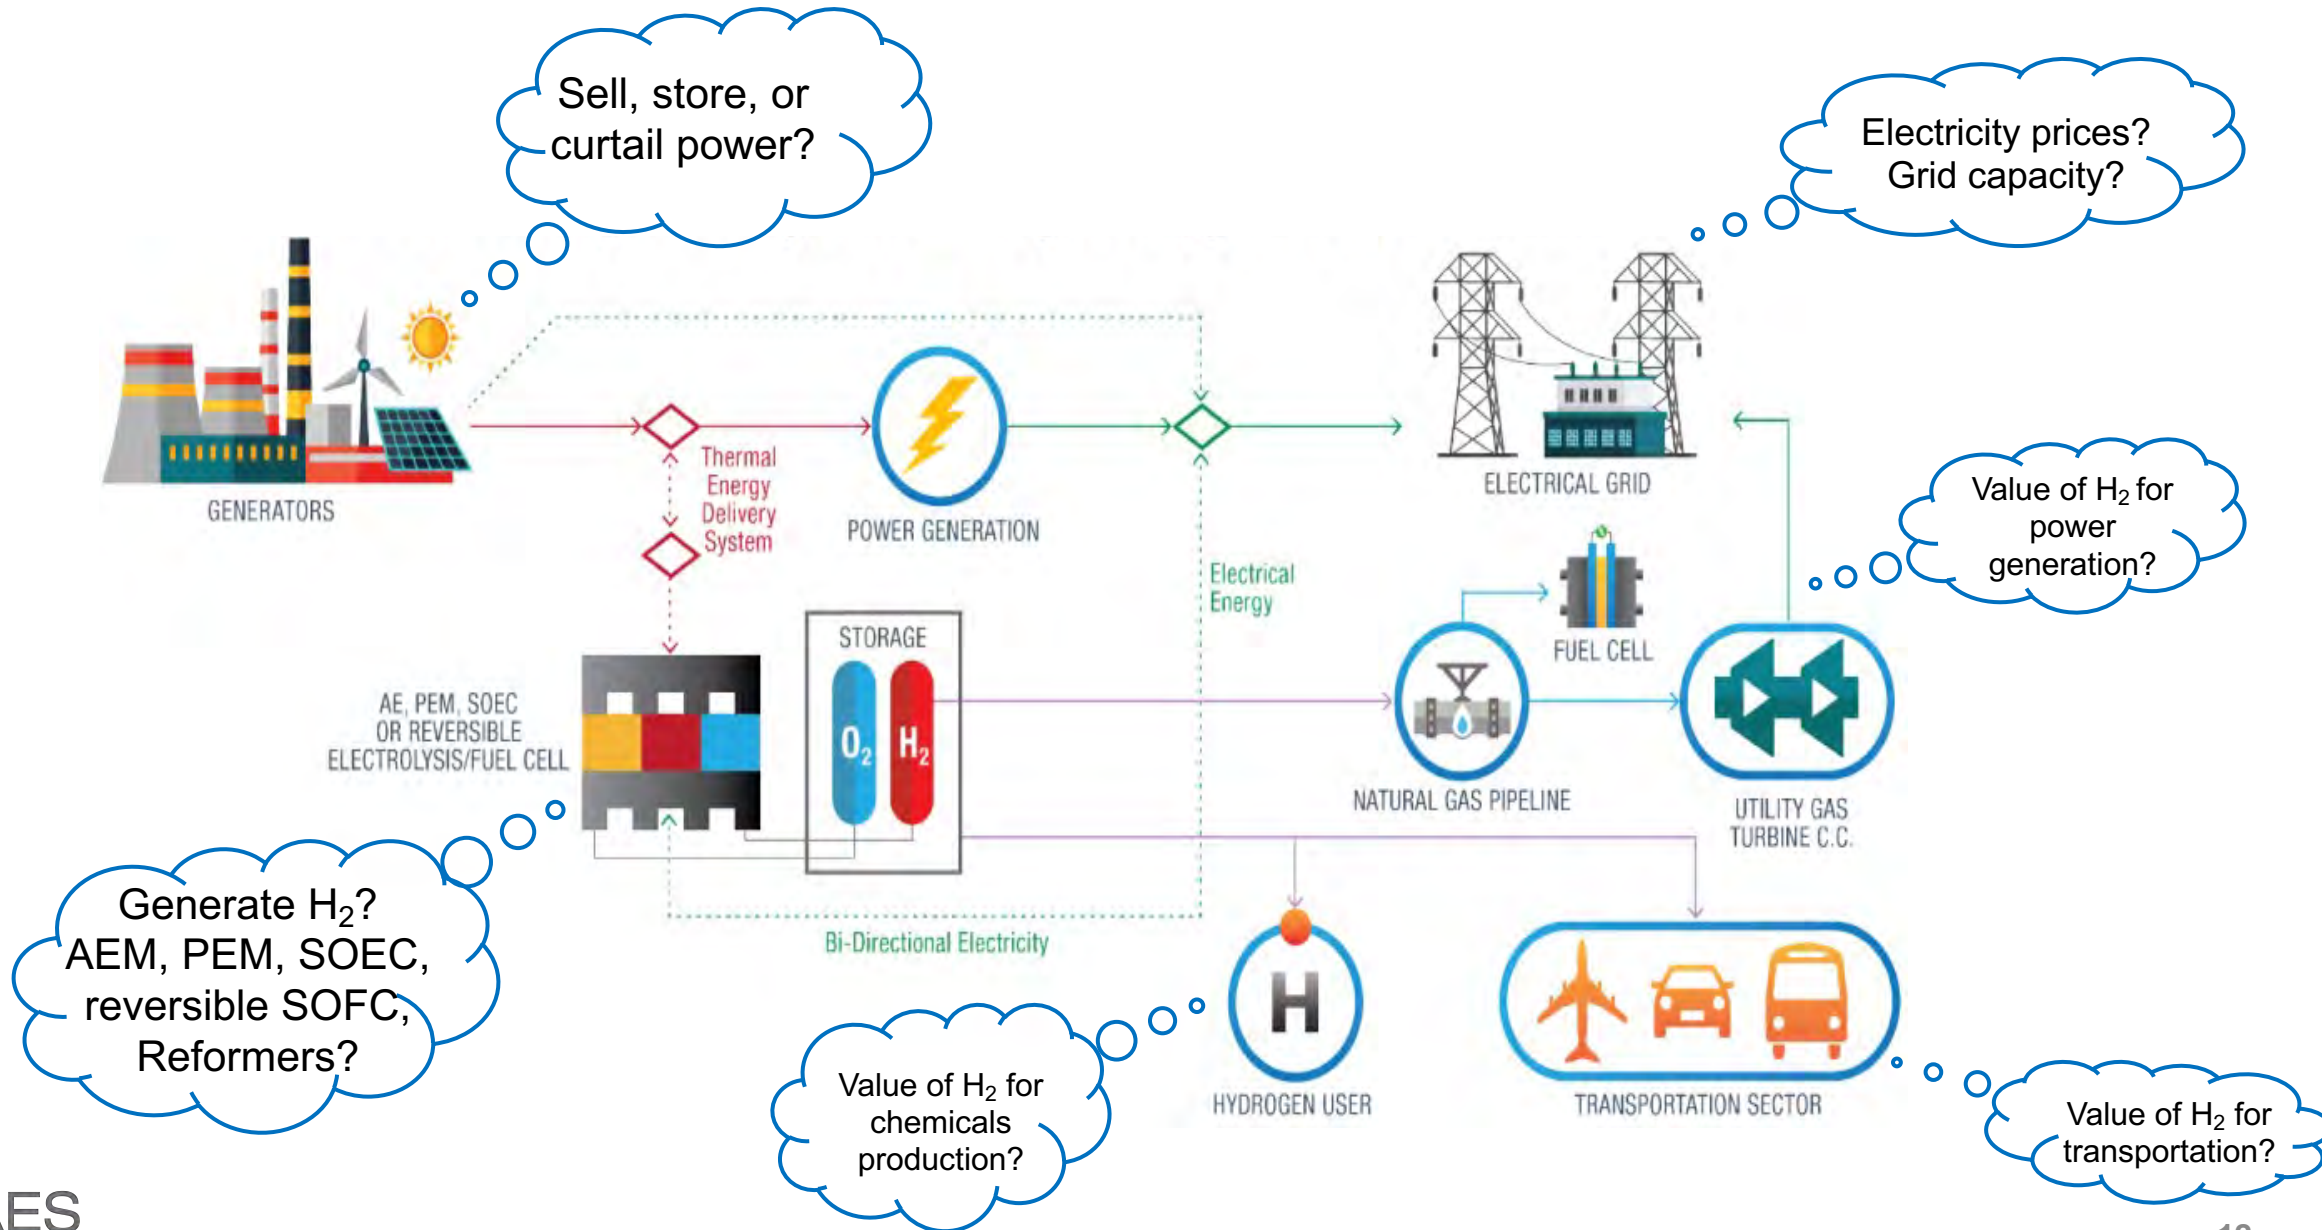 Sell, store, or
curtail power?
Electricity prices?
Grid capacity?
GENERATORS
Thermal
Energy
Delivery
System
POWER GENERATION
ELECTRICAL GRID
Value of H₂ for
power
generation?
Electrical
Energy
FUEL CELL
STORAGE
O₂
H₂
AE, PEM, SOEC
OR REVERSIBLE
ELECTROLYSIS/FUEL CELL
NATURAL GAS PIPELINE
UTILITY GAS
TURBINE C.C.
Generate H₂?
AEM, PEM, SOEC,
reversible SOFC,
Reformers?
Bi-Directional Electricity
H
HYDROGEN USER
TRANSPORTATION SECTOR
Value of H₂ for
chemicals
production?
Value of H₂ for
transportation?